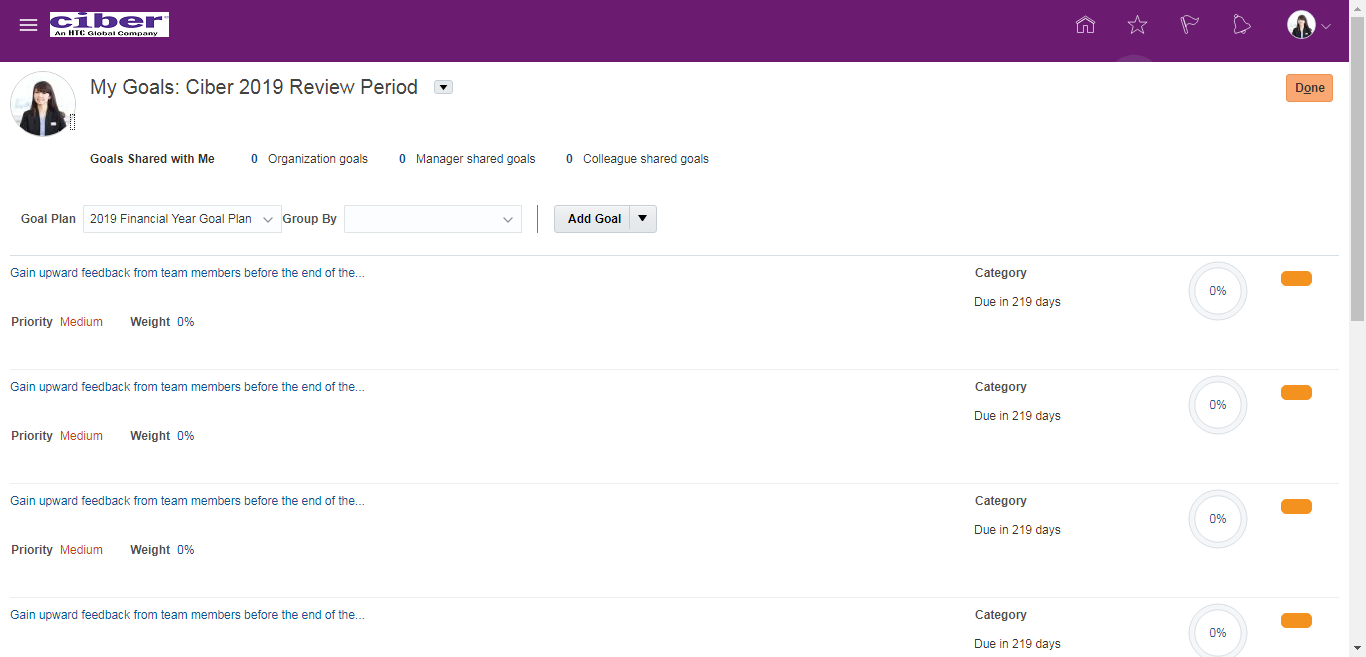 ciber
An HTC Global Company
My Goals: Ciber 2019 Review Period
Done
Goals Shared with Me 0 Organization goals 0 Manager shared goals 0 Colleague shared goals
Goal Plan 2019 Financial Year Goal Plan Group By Add Goal
Gain upward feedback from team members before the end of the... Category
Due in 219 days
0%
Priority Medium Weight 0%
Gain upward feedback from team members before the end of the... Category
Due in 219 days
0%
Priority Medium Weight 0%
Gain upward feedback from team members before the end of the... Category
Due in 219 days
0%
Priority Medium Weight 0%
Gain upward feedback from team members before the end of the... Category
Due in 219 days
0%